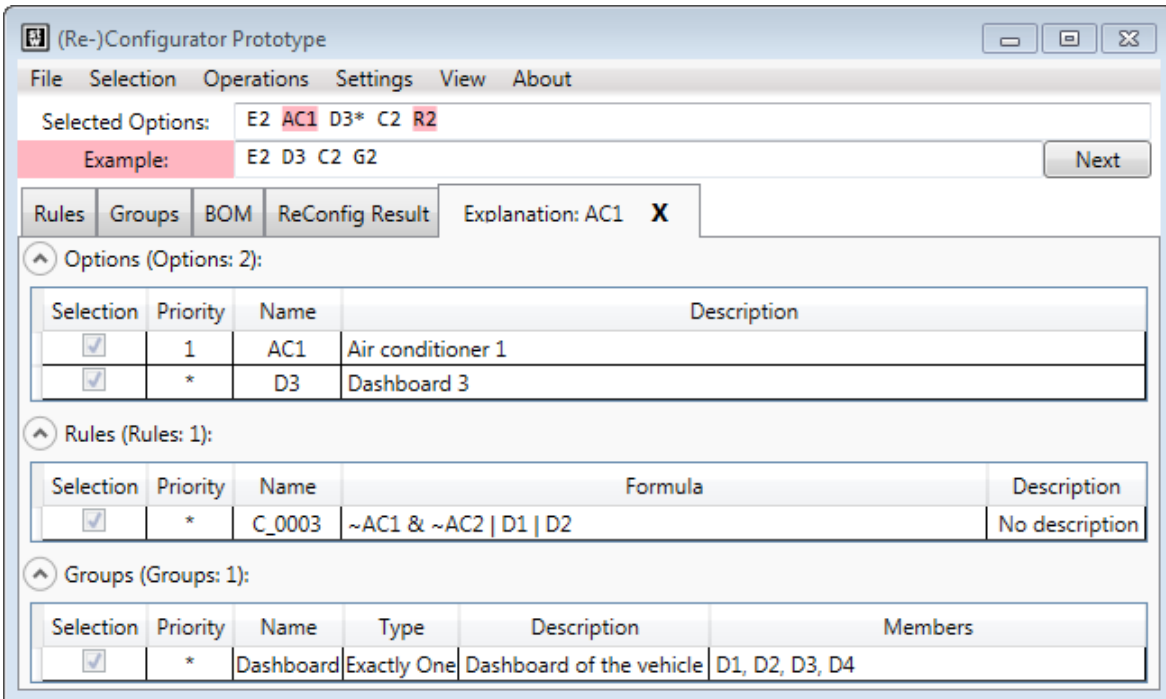 (Re-)Configurator Prototype
File Selection Operations Settings View About
Selected Options: E2 AC1 D3* C2 R2
Example: E2 D3 C2 G2 Next
Rules Groups BOM ReConfig Result Explanation: AC1 X
Options (Options: 2):
Selection Priority Name Description
1 AC1 Air conditioner 1
* D3 Dashboard 3
Rules (Rules: 1):
Selection Priority Name Formula Description
* C_0003 ~AC1 & ~AC2 | D1 | D2 No description
Groups (Groups: 1):
Selection Priority Name Type Description Members
* Dashboard Exactly One Dashboard of the vehicle D1, D2, D3, D4